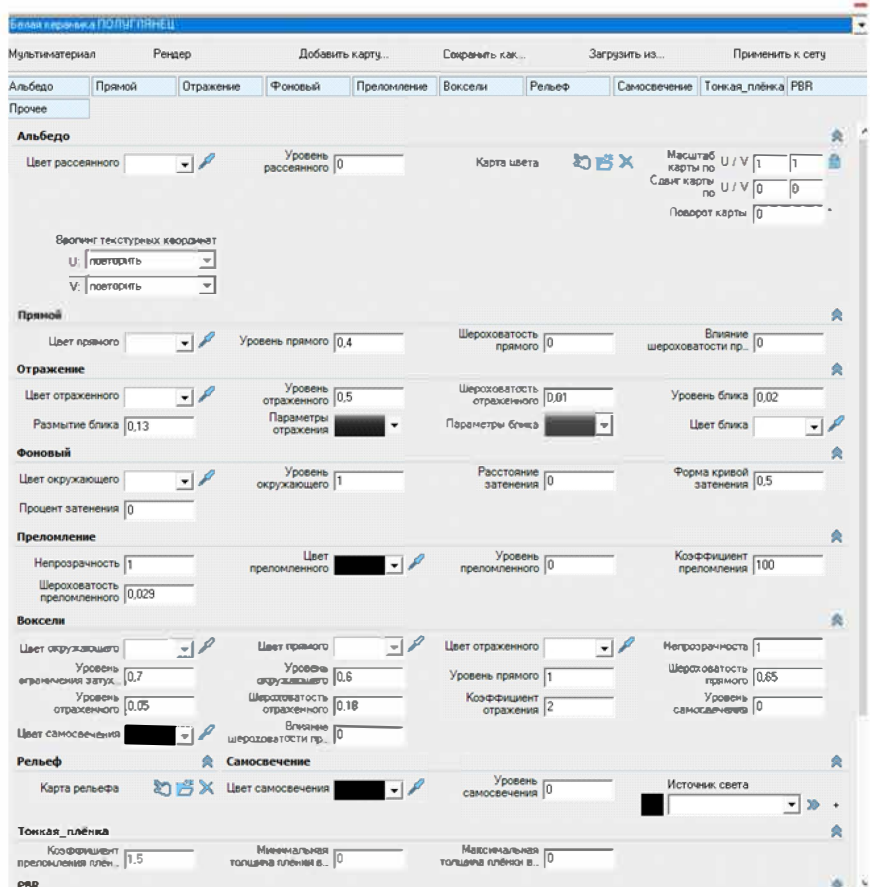 Белая керамика ПОЛУГЛЯНЕЦ
Мультиматериал Рендер Добавить карту... Сохранить как... Загрузить из... Применить к сету
Альбедо Прямой Отражение Фоновый Преломление Воксели Рельеф Самосвечение Тонкая_плёнка PBR
Прочее
Альбедо
Цвет рассеянного Уровень рассеянного 0 Карта цвета Масштаб карты по U / V 1 1
Сдвиг карты по U / V 0 0
Поворот карты 0 °
Враппинг текстурных координат
U: повторить
V: повторить
Прямой
Цвет прямого Уровень прямого 0,4 Шероховатость прямого 0 Влияние шероховатости пр... 0
Отражение
Цвет отраженного Уровень отраженного 0,5 Шероховатость отраженного 0,01 Уровень блика 0,02
Размытие блика 0,13 Параметры отражения Параметры блика Цвет блика
Фоновый
Цвет окружающего Уровень окружающего 1 Расстояние затенения 0 Форма кривой затенения 0,5
Процент затенения 0
Преломление
Непрозрачность 1 Цвет преломленного Уровень преломленного 0 Коэффициент преломления 100
Шероховатость преломленного 0,029
Воксели
Цвет окружающего Цвет прямого Цвет отраженного Непрозрачность 1
Уровень ограничения затух... 0,7 Уровень окружающего 0,6 Уровень прямого 1 Шероховатость прямого 0,65
Уровень отраженного 0,05 Шероховатость отраженного 0,18 Коэффициент отражения 2 Уровень самосвечения 0
Цвет самосвечения Влияние шероховатости пр... 0
Рельеф Самосвечение
Карта рельефа Цвет самосвечения Уровень самосвечения 0 Источник света
Тонкая_плёнка
Коэффициент преломления плён... 1.5 Минимальная толщина плёнки в... 0 Максимальная толщина плёнки в... 0
PBR